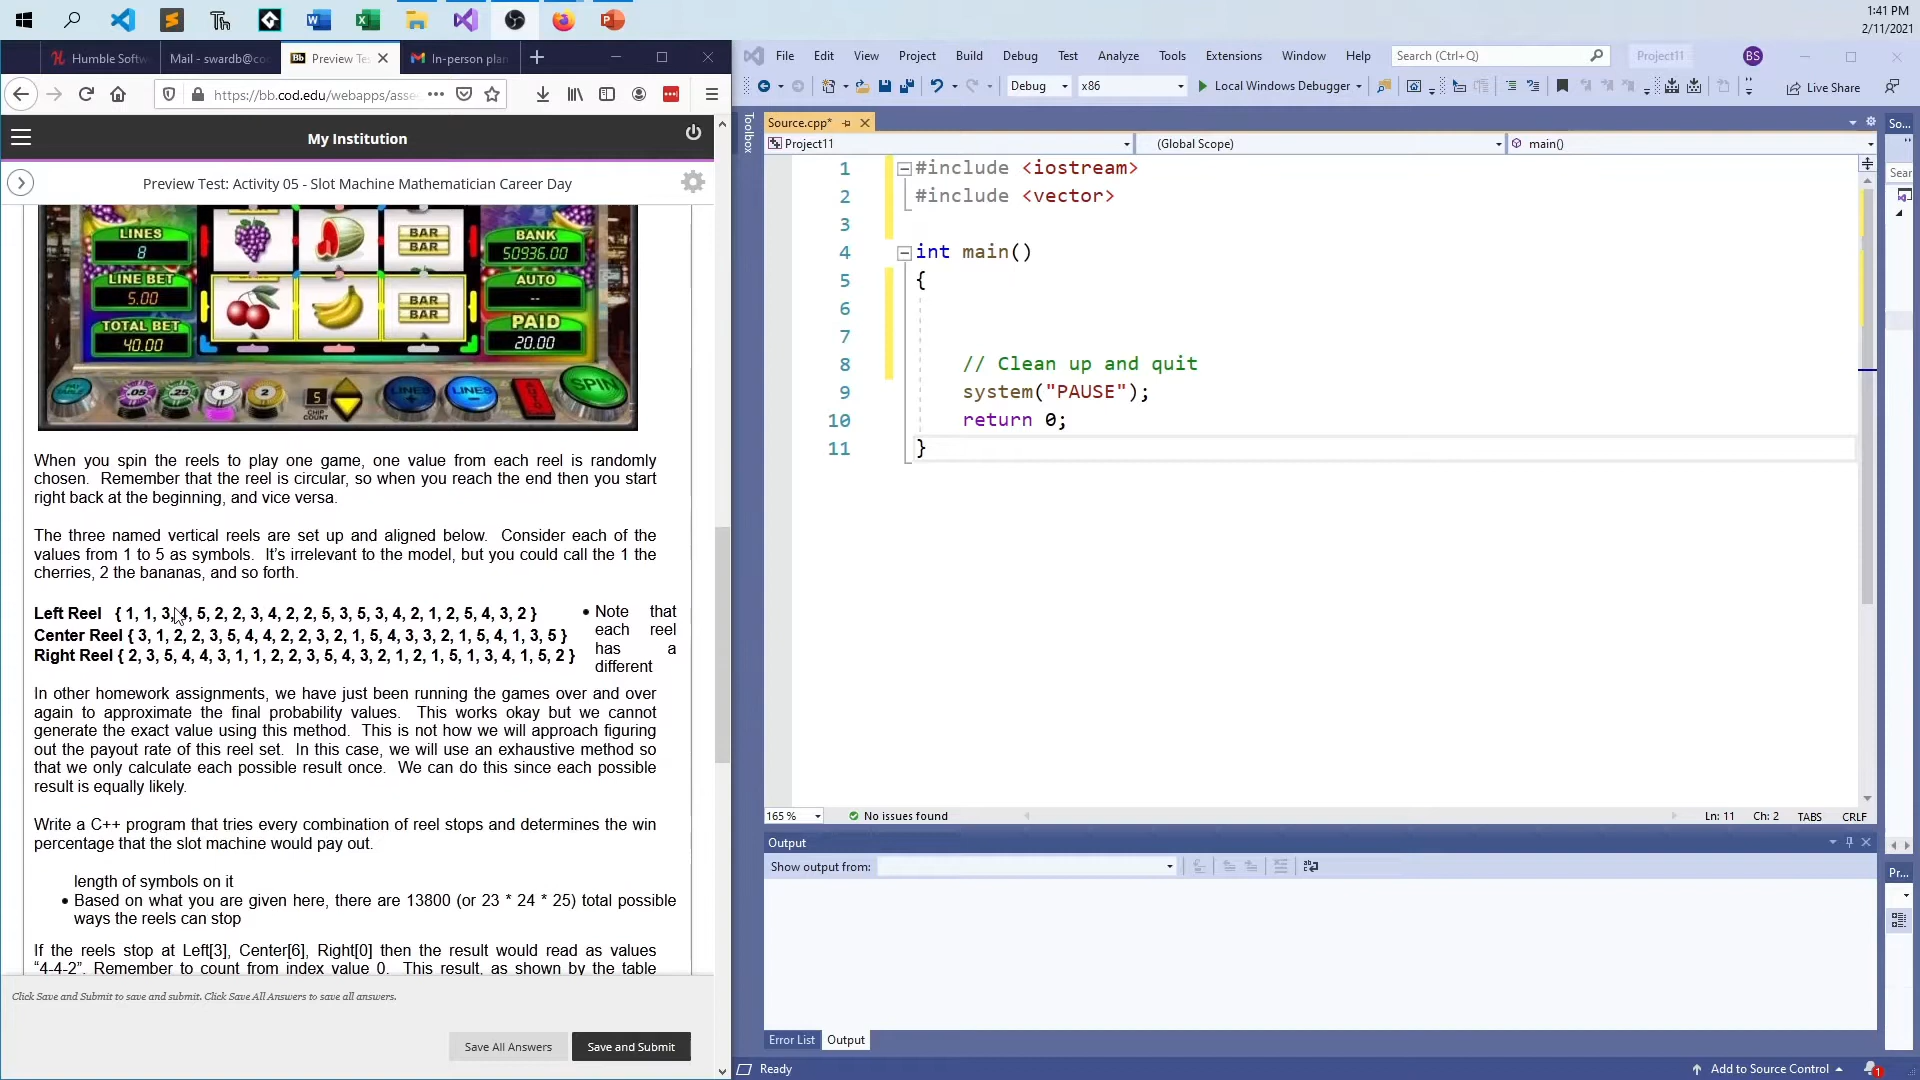 1:41 PM
2/11/2021
Humble Softw
Mail - swardb@co
Preview Te
In-person plan
https://bb.cod.edu/webapps/asse
My Institution
Preview Test: Activity 05 - Slot Machine Mathematician Career Day
LINES
8
LINE BET
5.00
TOTAL BET
40.00
BAR
BAR
BAR
BAR
BANK
50936.00
AUTO
--
PAID
20.00
PAY TABLE
.05
.25
1
2
5
CHIP COUNT
LINES
LINES
SPIN
When you spin the reels to play one game, one value from each reel is randomly
chosen. Remember that the reel is circular, so when you reach the end then you start
right back at the beginning, and vice versa.
The three named vertical reels are set up and aligned below. Consider each of the
values from 1 to 5 as symbols. It's irrelevant to the model, but you could call the 1 the
cherries, 2 the bananas, and so forth.
Left Reel { 1, 1, 3, 4, 5, 2, 2, 3, 4, 2, 2, 5, 3, 5, 3, 4, 2, 1, 2, 5, 4, 3, 2 }
Center Reel { 3, 1, 2, 2, 3, 5, 4, 4, 2, 2, 3, 2, 1, 5, 4, 3, 3, 2, 1, 5, 4, 1, 3, 5 }
Right Reel { 2, 3, 5, 4, 4, 3, 1, 1, 2, 2, 3, 5, 4, 3, 2, 1, 2, 1, 5, 1, 3, 4, 1, 5, 2 }
• Note that
each reel
has a
different
In other homework assignments, we have just been running the games over and over
again to approximate the final probability values. This works okay but we cannot
generate the exact value using this method. This is not how we will approach figuring
out the payout rate of this reel set. In this case, we will use an exhaustive method so
that we only calculate each possible result once. We can do this since each possible
result is equally likely.
Write a C++ program that tries every combination of reel stops and determines the win
percentage that the slot machine would pay out.
length of symbols on it
• Based on what you are given here, there are 13800 (or 23 * 24 * 25) total possible
ways the reels can stop
If the reels stop at Left[3], Center[6], Right[0] then the result would read as values
“4-4-2”. Remember to count from index value 0. This result, as shown by the table
Click Save and Submit to save and submit. Click Save All Answers to save all answers.
Save All Answers
Save and Submit
File Edit View Project Build Debug Test Analyze Tools Extensions Window Help
Search (Ctrl+Q)
Project11
BS
Debug
x86
Local Windows Debugger
Live Share
Toolbox
Source.cpp*
So...
Project11
(Global Scope)
main()
Sear
1 #include <iostream>
2 #include <vector>
3
4 int main()
5 {
6
7
8 // Clean up and quit
9 system("PAUSE");
10 return 0;
11 }
165 %
No issues found
Ln: 11
Ch: 2
TABS
CRLF
Output
Show output from:
Pr...
Error List
Output
Ready
Add to Source Control
1